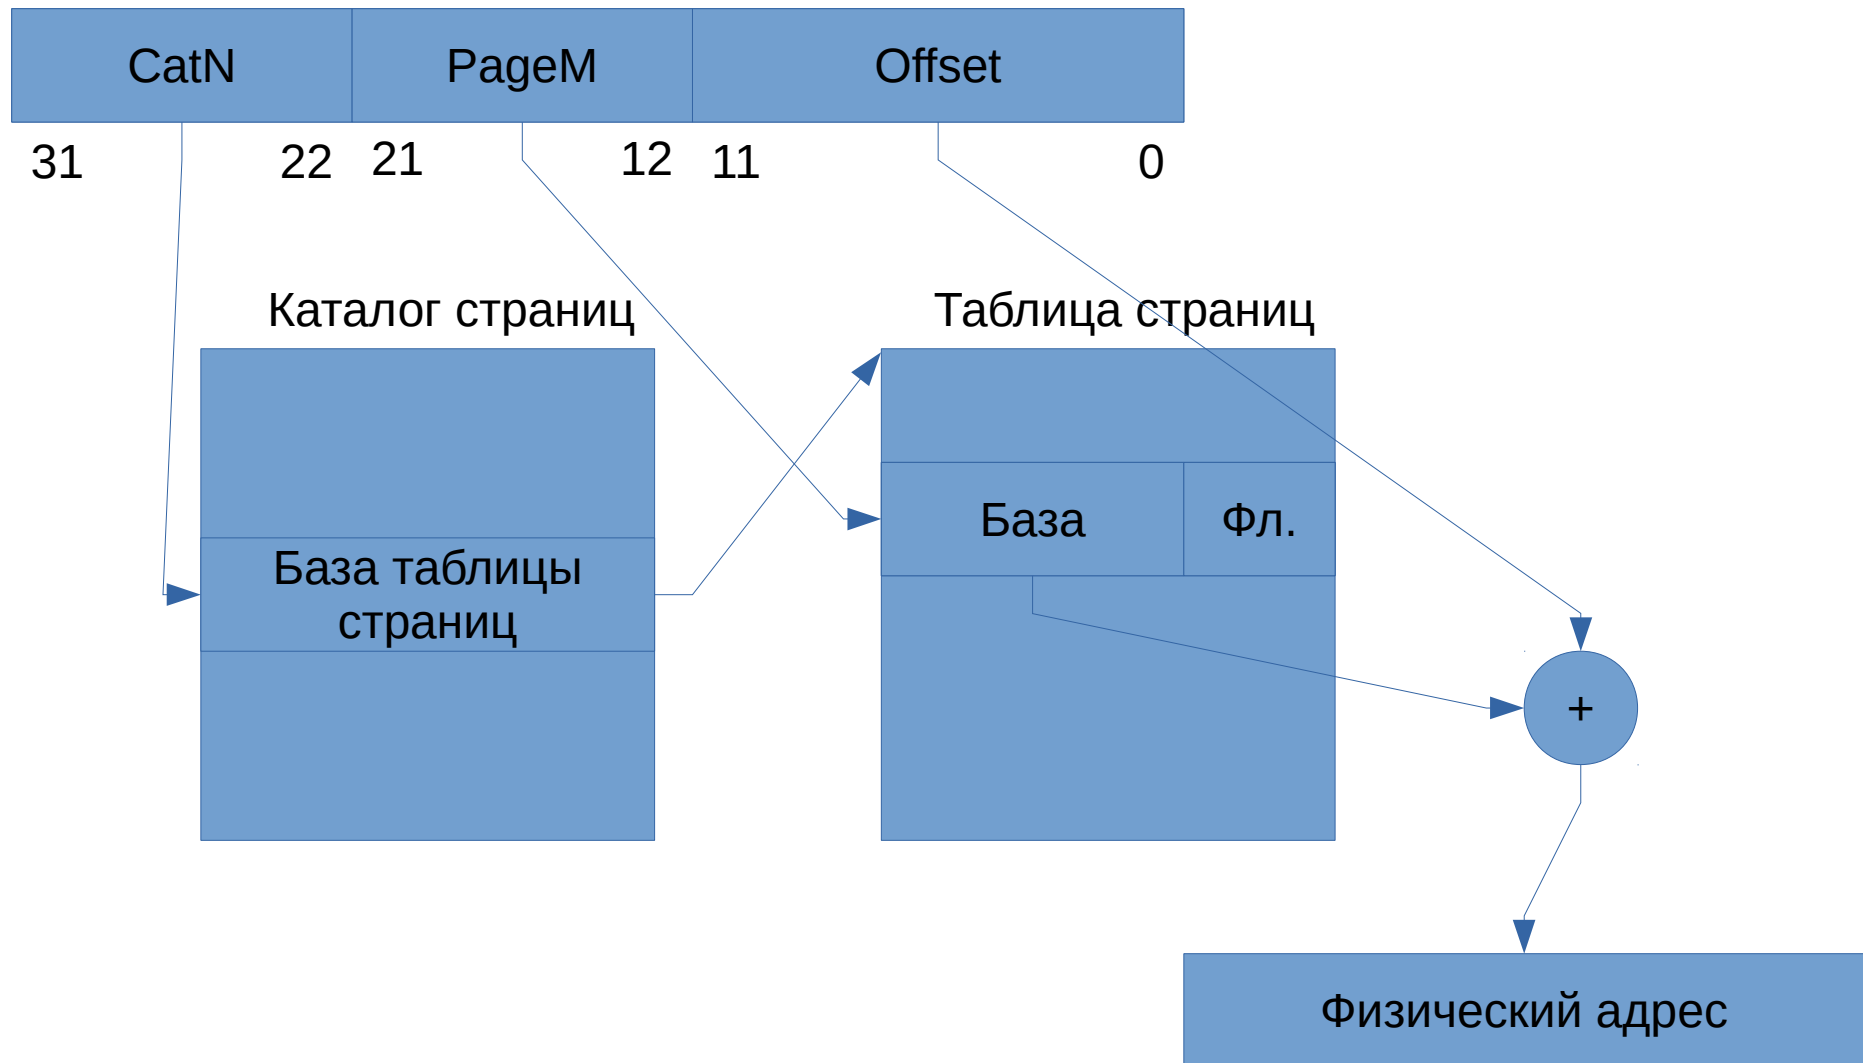 CatN PageM Offset
31 22 21 12 11 0
Каталог страниц Таблица страниц
База Фл.
База таблицы
страниц
+
Физический адрес